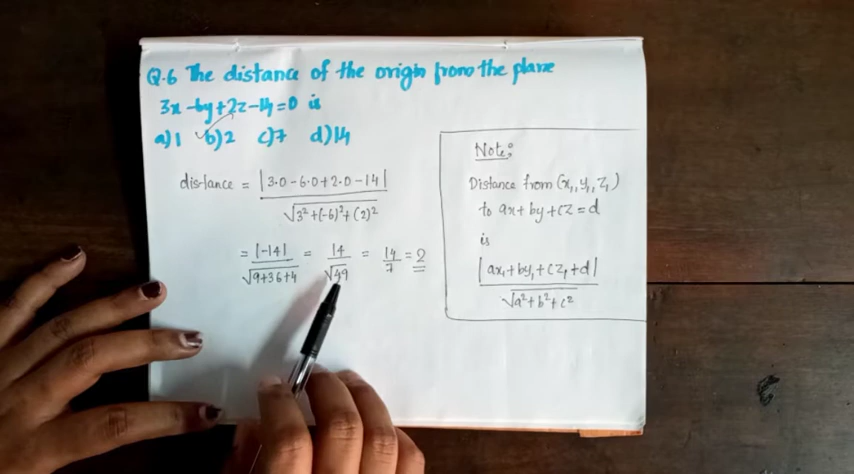 Q.6 The distance of the origin from the plane
3x-6y+2z-14=0 is
a)1 b)2 c)7 d)14
distance = |3·0-6·0+2·0-14| / √3²+(-6)²+(2)²
= |-14| / √9+36+4 = 14 / √49 = 14 / 7 = 2
Note:
Distance from (x₁, y₁, z₁)
to ax+by+cz=d
is
|ax₁+by₁+cz₁+d| / √a²+b²+c²